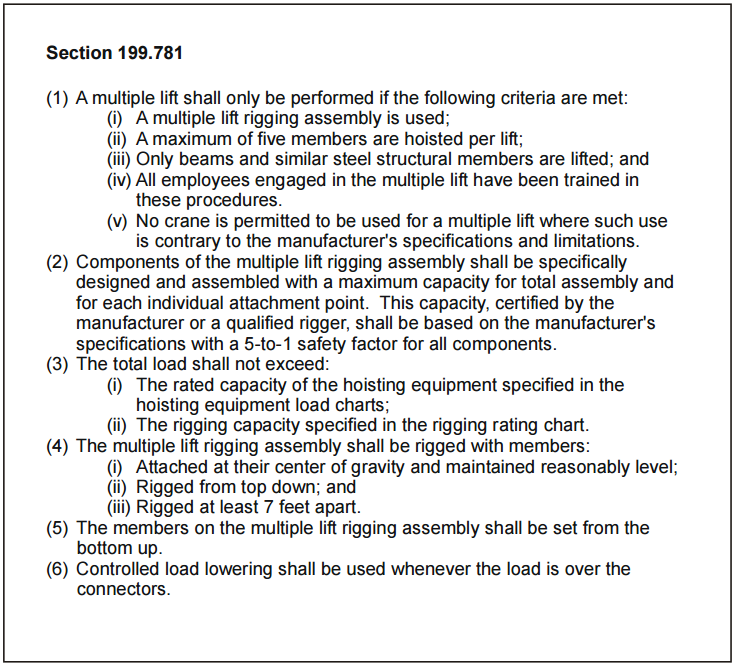 Section 199.781
(1) A multiple lift shall only be performed if the following criteria are met:
(i) A multiple lift rigging assembly is used;
(ii) A maximum of five members are hoisted per lift;
(iii) Only beams and similar steel structural members are lifted; and
(iv) All employees engaged in the multiple lift have been trained in
these procedures.
(v) No crane is permitted to be used for a multiple lift where such use
is contrary to the manufacturer's specifications and limitations.
(2) Components of the multiple lift rigging assembly shall be specifically
designed and assembled with a maximum capacity for total assembly and
for each individual attachment point. This capacity, certified by the
manufacturer or a qualified rigger, shall be based on the manufacturer's
specifications with a 5-to-1 safety factor for all components.
(3) The total load shall not exceed:
(i) The rated capacity of the hoisting equipment specified in the
hoisting equipment load charts;
(ii) The rigging capacity specified in the rigging rating chart.
(4) The multiple lift rigging assembly shall be rigged with members:
(i) Attached at their center of gravity and maintained reasonably level;
(ii) Rigged from top down; and
(iii) Rigged at least 7 feet apart.
(5) The members on the multiple lift rigging assembly shall be set from the
bottom up.
(6) Controlled load lowering shall be used whenever the load is over the
connectors.